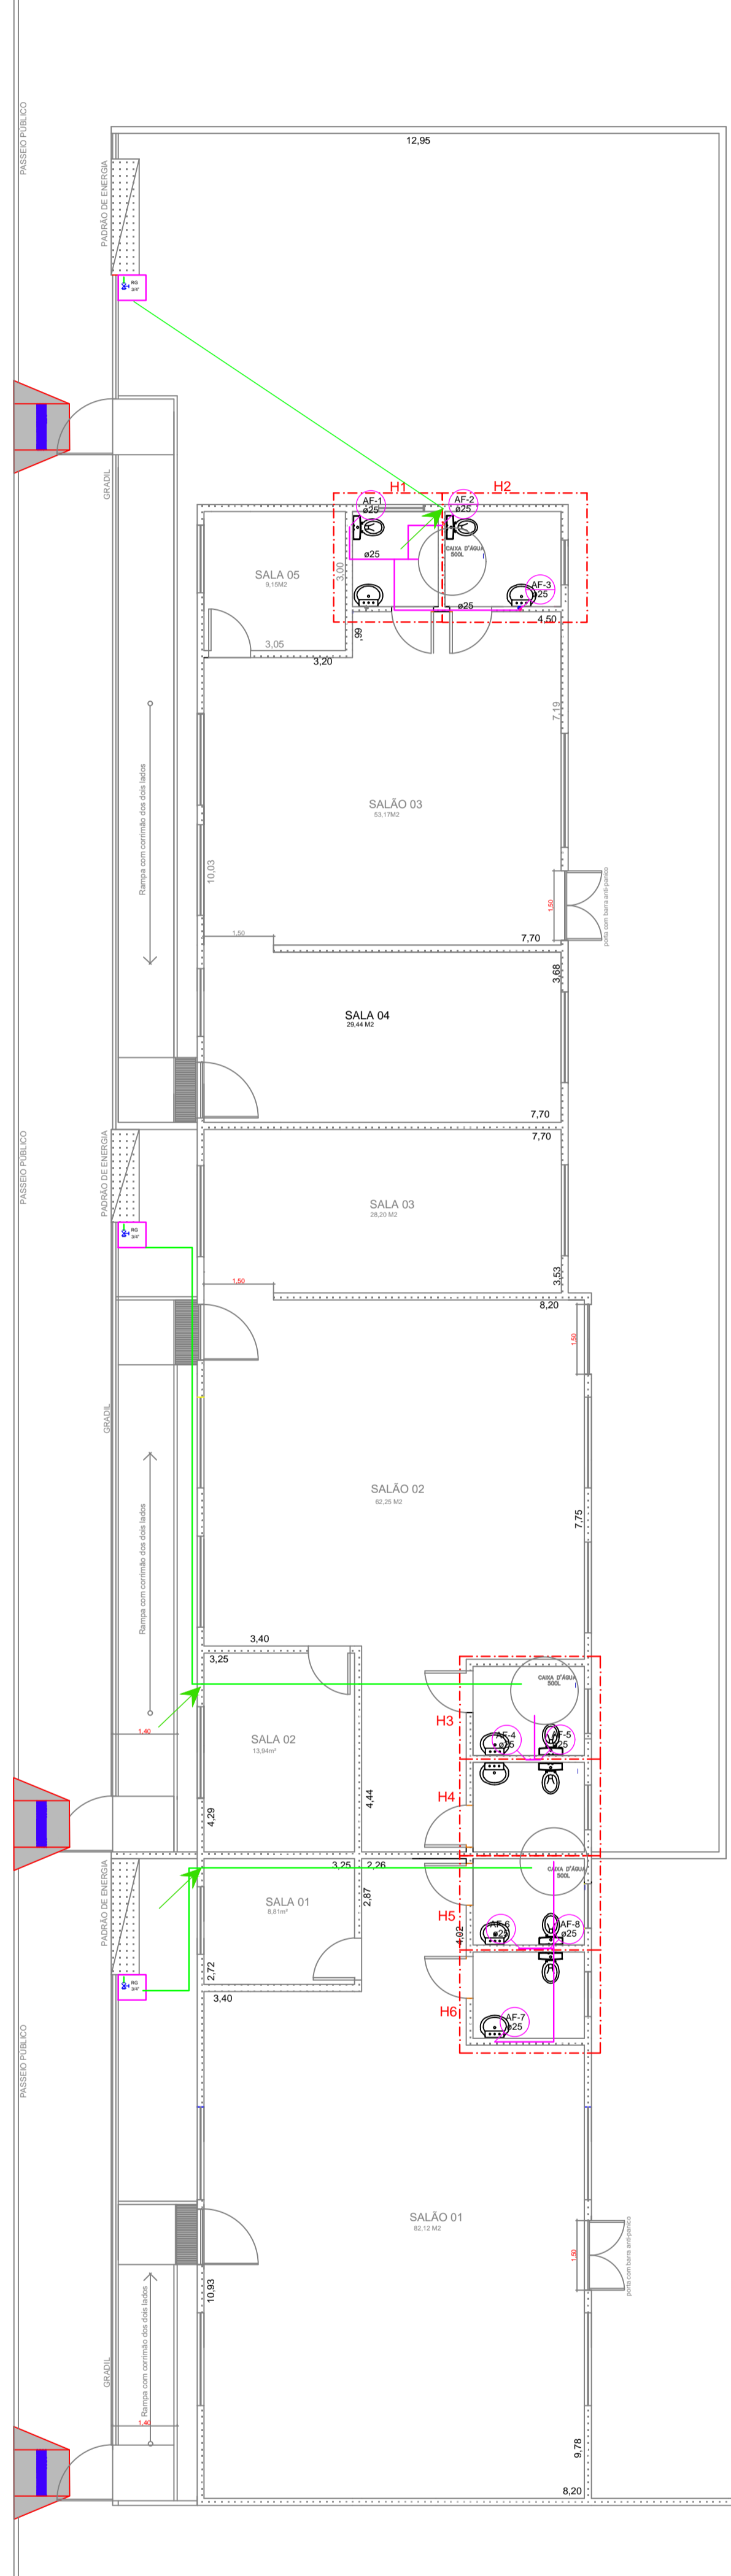 12,95
PASSEIO PÚBLICO
PADRÃO DE ENERGIA
RG
3/4"
GRADIL
H1
H2
AF-1
ø25
AF-2
ø25
CAIXA D'ÁGUA
500L
ø25
SALA 05
9,15M2
3,00
AF-3
ø25
ø25
4,50
,99
3,05
3,20
7,19
Rampa com corrimão dos dois lados
SALÃO 03
53,17M2
10,03
1,50
porta com barra anti-panico
1,50
7,70
3,68
SALA 04
29,44 M2
7,70
PASSEIO PÚBLICO
PADRÃO DE ENERGIA
7,70
SALA 03
28,20 M2
RG
3/4"
3,53
1,50
8,20
1,50
GRADIL
SALÃO 02
62,25 M2
7,75
Rampa com corrimão dos dois lados
3,40
3,25
CAIXA D'ÁGUA
500L
H3
1,40
SALA 02
13,94m²
AF-4
ø25
AF-5
ø25
H4
4,44
4,29
3,25
2,26
CAIXA D'ÁGUA
500L
PADRÃO DE ENERGIA
SALA 01
8,81m²
2,87
H5
4,02
AF-6
ø25
AF-8
ø25
2,72
RG
3/4"
3,40
H6
AF-7
ø25
PASSEIO PÚBLICO
SALÃO 01
82,12 M2
porta com barra anti-panico
1,50
10,93
Rampa com corrimão dos dois lados
GRADIL
1,40
9,78
8,20